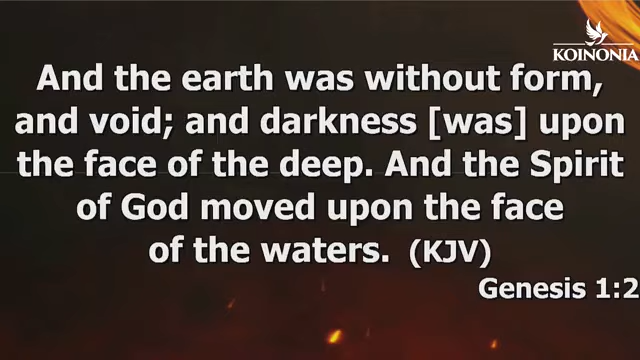 KOINONIA
And the earth was without form,
and void; and darkness [was] upon
the face of the deep. And the Spirit
of God moved upon the face
of the waters. (KJV)
Genesis 1:2